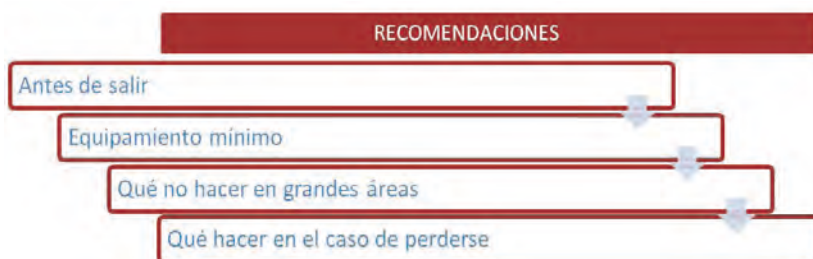 RECOMENDACIONES
Antes de salir
Equipamiento mínimo
Qué no hacer en grandes áreas
Qué hacer en el caso de perderse